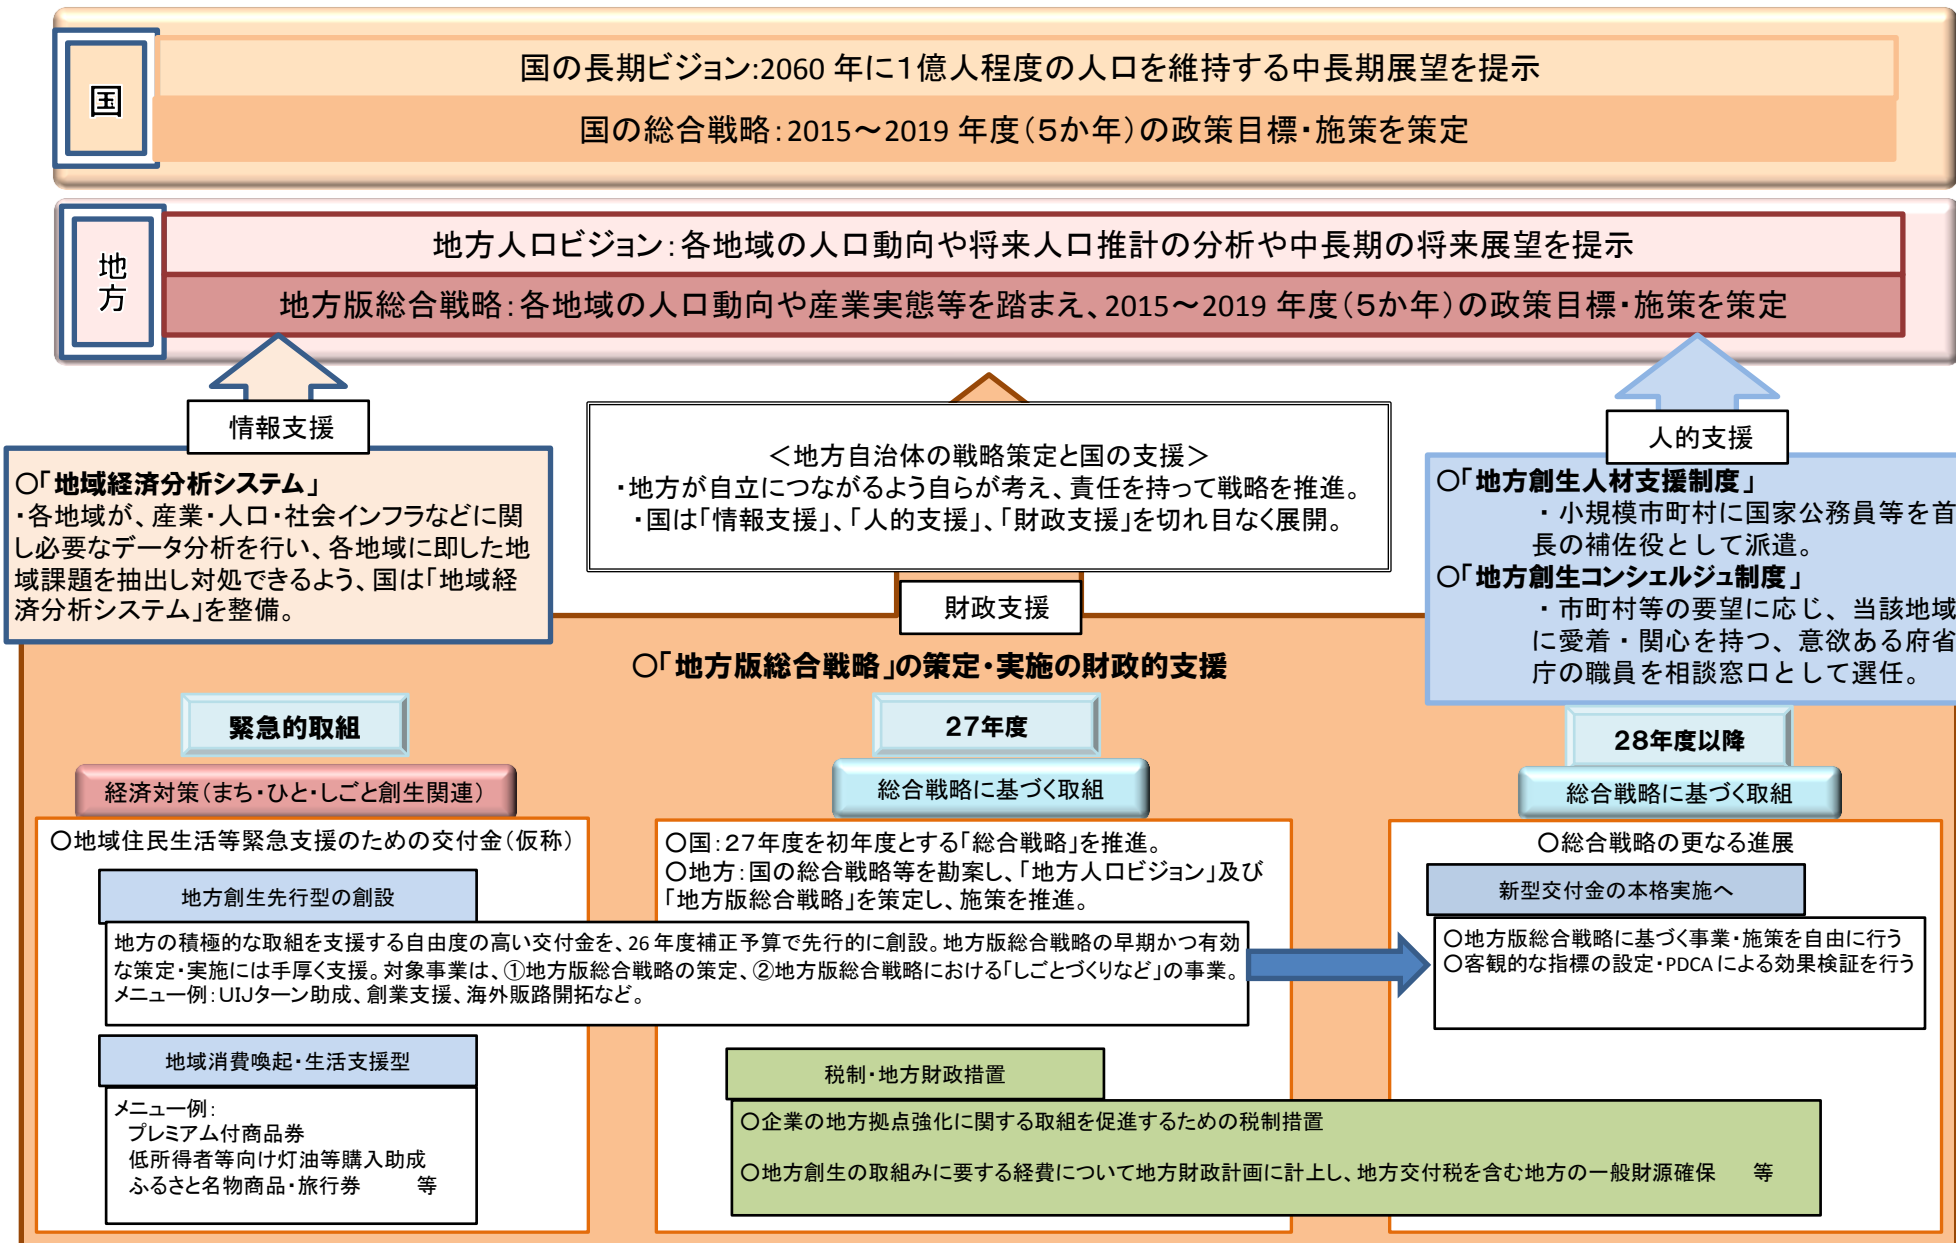 国
国の長期ビジョン:2060 年に１億人程度の人口を維持する中長期展望を提示
国の総合戦略：2015～2019 年度（５か年）の政策目標・施策を策定
地方
地方人口ビジョン：各地域の人口動向や将来人口推計の分析や中長期の将来展望を提示
地方版総合戦略：各地域の人口動向や産業実態等を踏まえ、2015～2019 年度（５か年）の政策目標・施策を策定
情報支援
○「地域経済分析システム」
・各地域が、産業・人口・社会インフラなどに関
し必要なデータ分析を行い、各地域に即した地
域課題を抽出し対処できるよう、国は「地域経
済分析システム」を整備。
＜地方自治体の戦略策定と国の支援＞
・地方が自立につながるよう自らが考え、責任を持って戦略を推進。
・国は「情報支援」、「人的支援」、「財政支援」を切れ目なく展開。
人的支援
○「地方創生人材支援制度」
・小規模市町村に国家公務員等を首
長の補佐役として派遣。
○「地方創生コンシェルジュ制度」
・市町村等の要望に応じ、当該地域
に愛着・関心を持つ、意欲ある府省
庁の職員を相談窓口として選任。
財政支援
○「地方版総合戦略」の策定・実施の財政的支援
緊急的取組
経済対策（まち・ひと・しごと創生関連）
○地域住民生活等緊急支援のための交付金（仮称）
地方創生先行型の創設
地方の積極的な取組を支援する自由度の高い交付金を、26 年度補正予算で先行的に創設。地方版総合戦略の早期かつ有効
な策定・実施には手厚く支援。対象事業は、①地方版総合戦略の策定、②地方版総合戦略における「しごとづくりなど」の事業。
メニュー例：UIJターン助成、創業支援、海外販路開拓など。
地域消費喚起・生活支援型
メニュー例：
プレミアム付商品券
低所得者等向け灯油等購入助成
ふるさと名物商品・旅行券　　等
27年度
総合戦略に基づく取組
○国：27年度を初年度とする「総合戦略」を推進。
○地方：国の総合戦略等を勘案し、「地方人口ビジョン」及び
「地方版総合戦略」を策定し、施策を推進。
税制・地方財政措置
○企業の地方拠点強化に関する取組を促進するための税制措置
○地方創生の取組みに要する経費について地方財政計画に計上し、地方交付税を含む地方の一般財源確保　　等
28年度以降
総合戦略に基づく取組
○総合戦略の更なる進展
新型交付金の本格実施へ
○地方版総合戦略に基づく事業・施策を自由に行う
○客観的な指標の設定・PDCAによる効果検証を行う